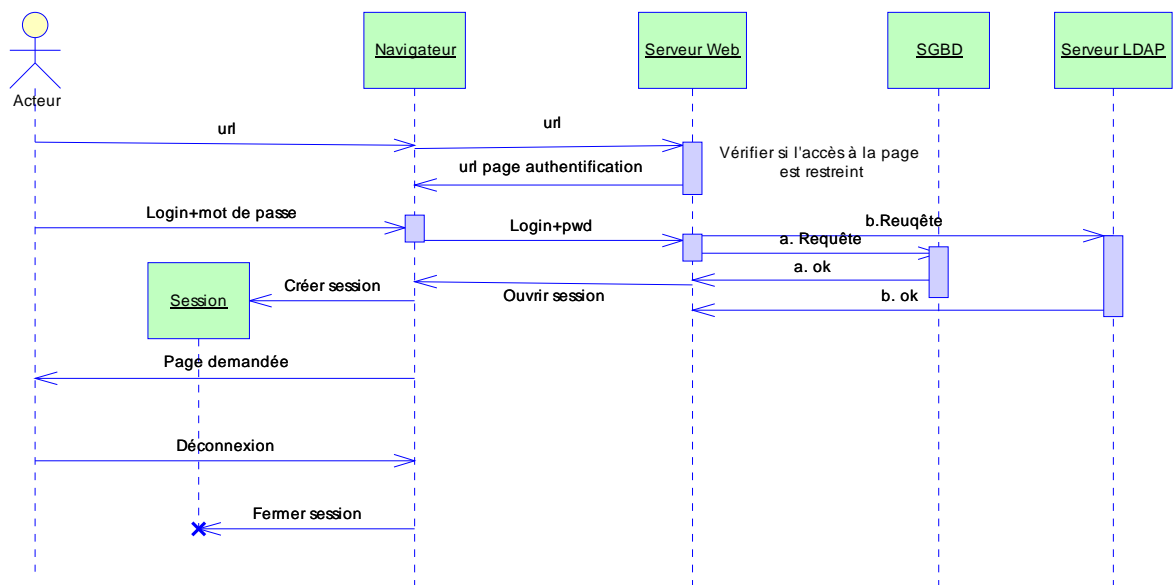 Navigateur
Serveur Web
SGBD
Serveur LDAP
Acteur
url
url
Vérifier si l'accès à la page
est restreint
url page authentification
Login+mot de passe
Login+pwd
b.Reuqête
a. Requête
a. ok
Créer session
Ouvrir session
b. ok
Session
Page demandée
Déconnexion
Fermer session